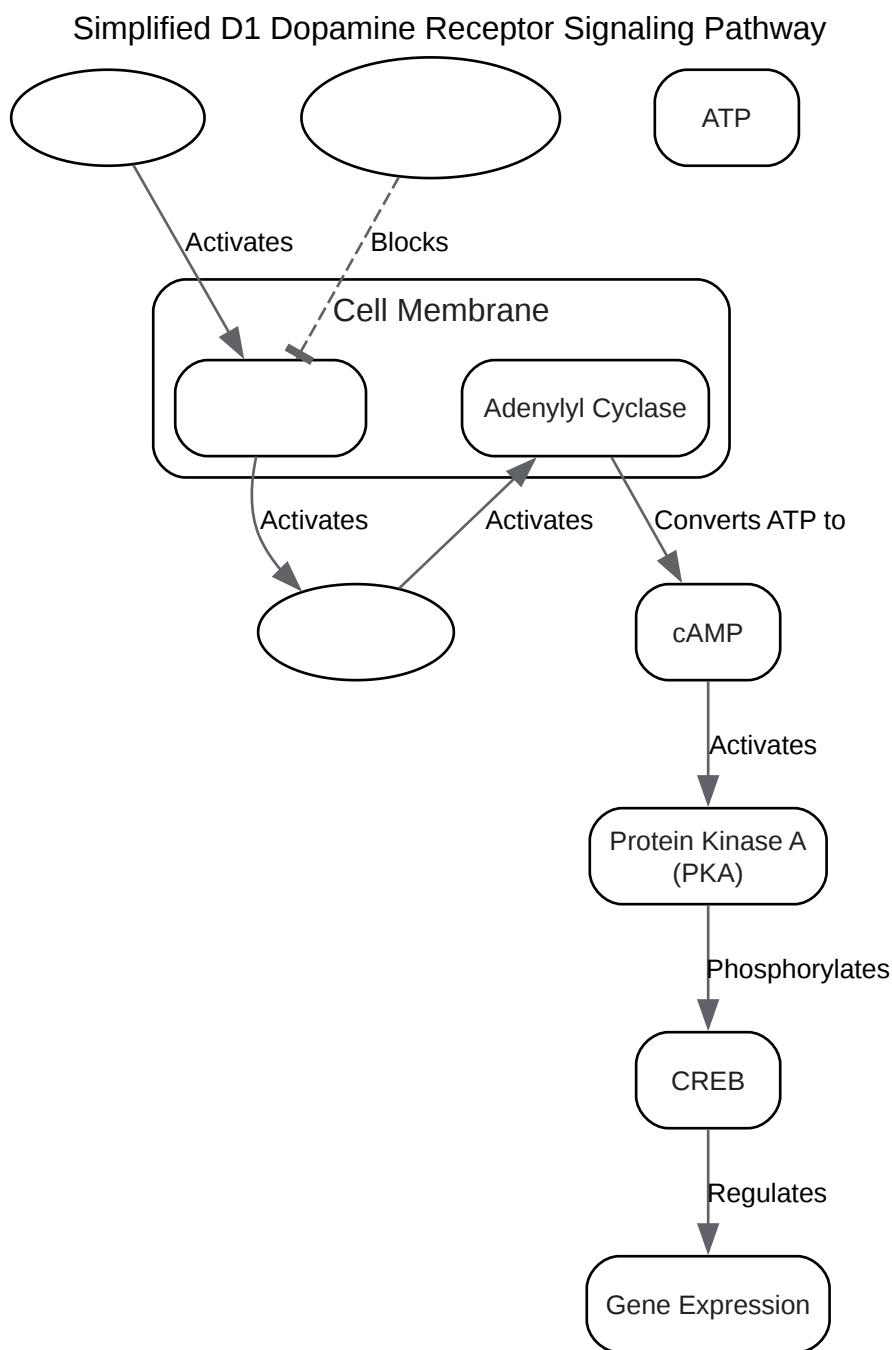 Simplified D1 Dopamine Receptor Signaling Pathway
ATP
Activates
Blocks
Cell Membrane
Adenylyl Cyclase
Activates
Activates
Converts ATP to
cAMP
Activates
Protein Kinase A
(PKA)
Phosphorylates
CREB
Regulates
Gene Expression